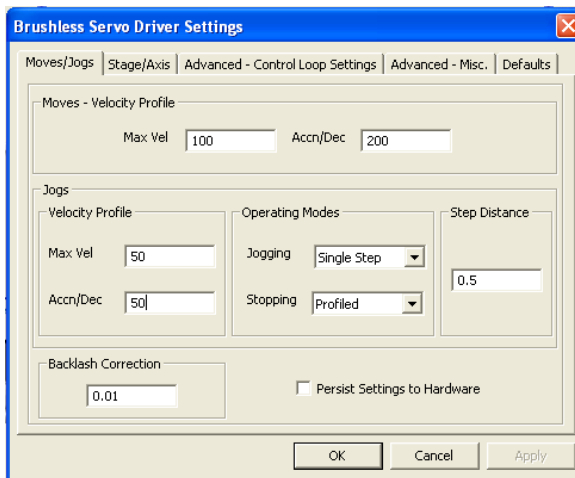 Brushless Servo Driver Settings
Moves/Jogs Stage/Axis Advanced - Control Loop Settings Advanced - Misc. Defaults
Moves - Velocity Profile
Max Vel 100 Accn/Dec 200
Jogs
Velocity Profile Operating Modes Step Distance
Max Vel 50 Jogging Single Step
0.5
Accn/Dec 50 Stopping Profiled
Backlash Correction
0.01 Persist Settings to Hardware
OK Cancel Apply